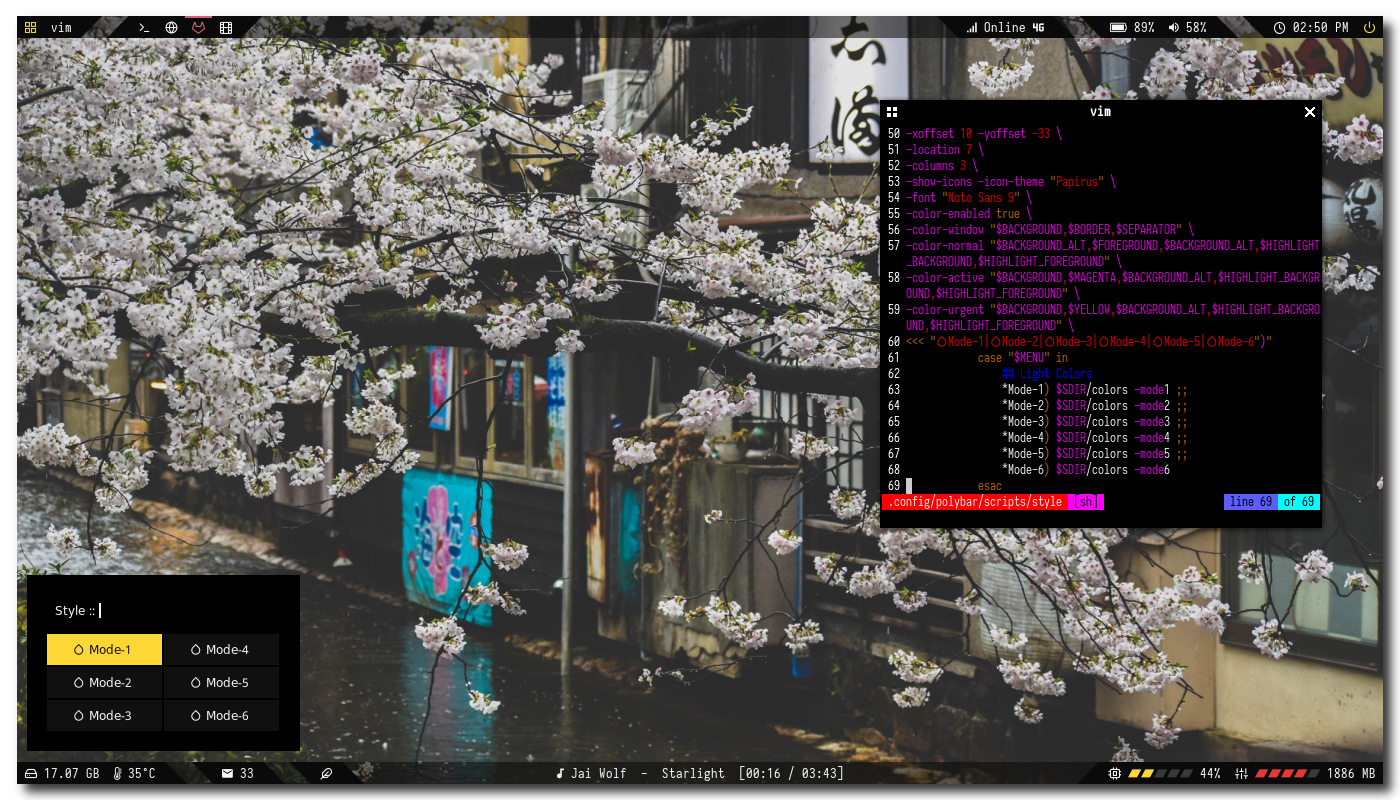 vim
Online 4G
89%
58%
02:50 PM
vim
50 -xoffset 10 -yoffset -33 \
51 -location 7 \
52 -columns 3 \
53 -show-icons -icon-theme "Papirus" \
54 -font "Noto Sans 9" \
55 -color-enabled true \
56 -color-window "$BACKGROUND,$BORDER,$SEPARATOR" \
57 -color-normal "$BACKGROUND_ALT,$FOREGROUND,$BACKGROUND_ALT,$HIGHLIGHT
_BACKGROUND,$HIGHLIGHT_FOREGROUND" \
58 -color-active "$BACKGROUND,$MAGENTA,$BACKGROUND_ALT,$HIGHLIGHT_BACKGR
OUND,$HIGHLIGHT_FOREGROUND" \
59 -color-urgent "$BACKGROUND,$YELLOW,$BACKGROUND_ALT,$HIGHLIGHT_BACKGRO
UND,$HIGHLIGHT_FOREGROUND" \
60 <<< "Mode-1|Mode-2|Mode-3|Mode-4|Mode-5|Mode-6")"
61 case "$MENU" in
62 ## Light Colors
63 *Mode-1) $SDIR/colors -mode1 ;;
64 *Mode-2) $SDIR/colors -mode2 ;;
65 *Mode-3) $SDIR/colors -mode3 ;;
66 *Mode-4) $SDIR/colors -mode4 ;;
67 *Mode-5) $SDIR/colors -mode5 ;;
68 *Mode-6) $SDIR/colors -mode6
69 esac
.config/polybar/scripts/style [sh] line 69 of 69
Style ::
Mode-1 Mode-4
Mode-2 Mode-5
Mode-3 Mode-6
17.07 GB
35°C
33
Jai Wolf - Starlight [00:16 / 03:43]
44%
1886 MB